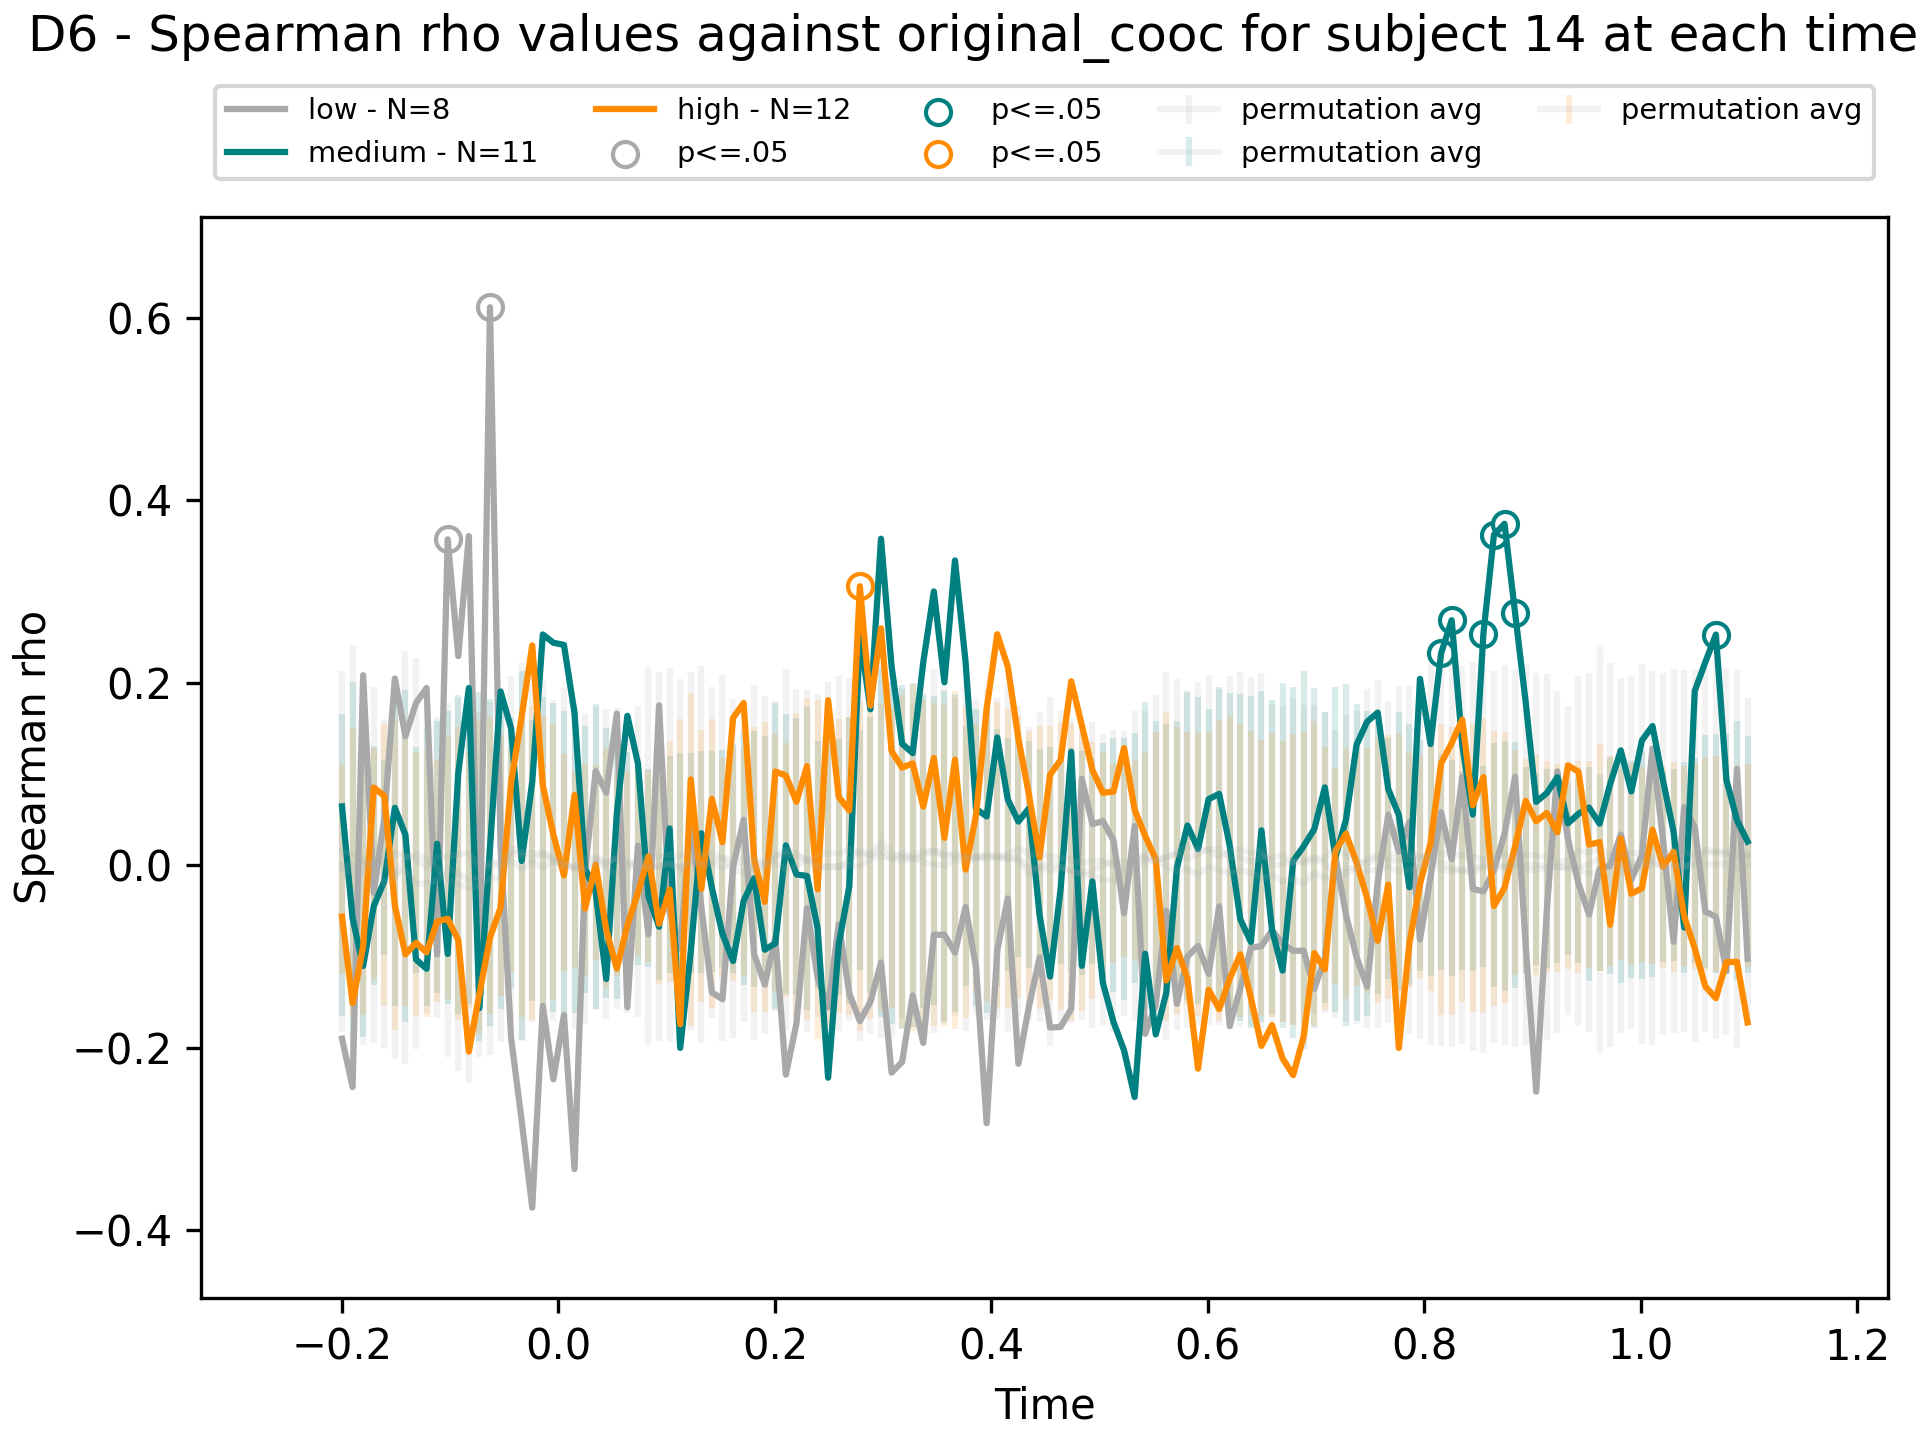 D6 - Spearman rho values against original_cooc for subject 14 at each time
low - N=8
medium - N=11
high - N=12
p<=.05
p<=.05
p<=.05
permutation avg
permutation avg
permutation avg
Spearman rho
0.6
0.4
0.2
0.0
−0.2
−0.4
−0.2 0.0 0.2 0.4 0.6 0.8 1.0 1.2
Time